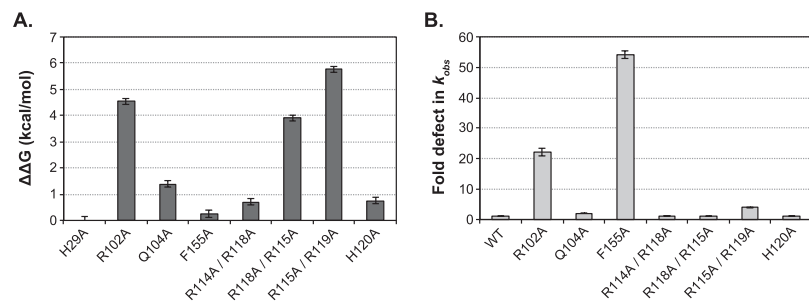 A.
ΔΔG (kcal/mol)
7
6
5
4
3
2
1
0
H29A
R102A
Q104A
F155A
R114A / R118A
R118A / R115A
R115A / R119A
H120A
B.
Fold defect in kobs
60
50
40
30
20
10
0
WT
R102A
Q104A
F155A
R114A / R118A
R118A / R115A
R115A / R119A
H120A